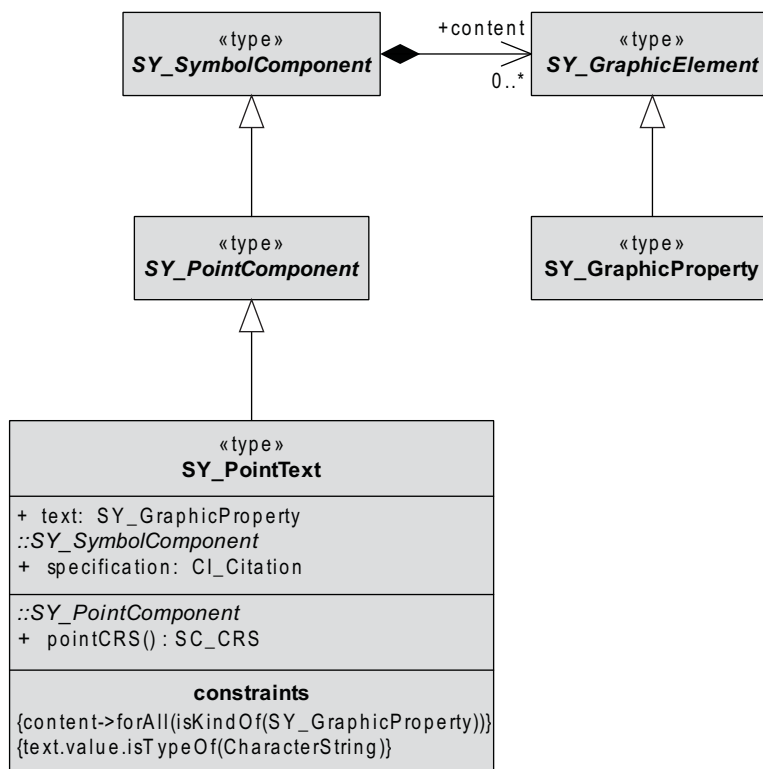 «type»
SY_SymbolComponent
+content
0..*
«type»
SY_GraphicElement
«type»
SY_PointComponent
«type»
SY_GraphicProperty
«type»
SY_PointText
+ text: SY_GraphicProperty
::SY_SymbolComponent
+ specification: CI_Citation
::SY_PointComponent
+ pointCRS() : SC_CRS
constraints
{content->forAll(isKindOf(SY_GraphicProperty))}
{text.value.isTypeOf(CharacterString)}